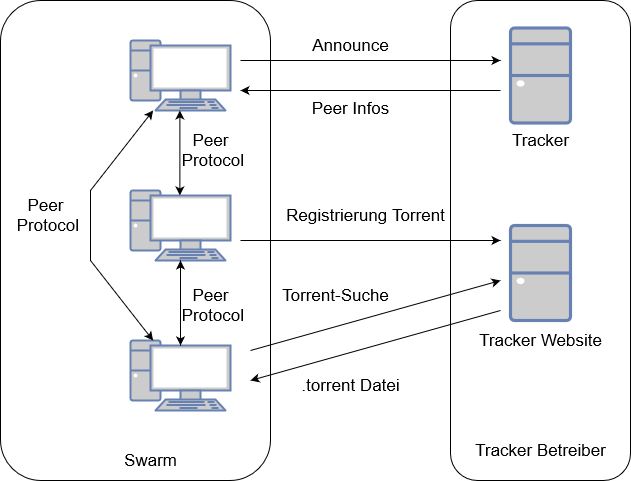 Announce
Peer Infos
Tracker
Peer
Protocol
Peer
Protocol
Registrierung Torrent
Peer
Protocol
Torrent-Suche
Tracker Website
.torrent Datei
Swarm
Tracker Betreiber